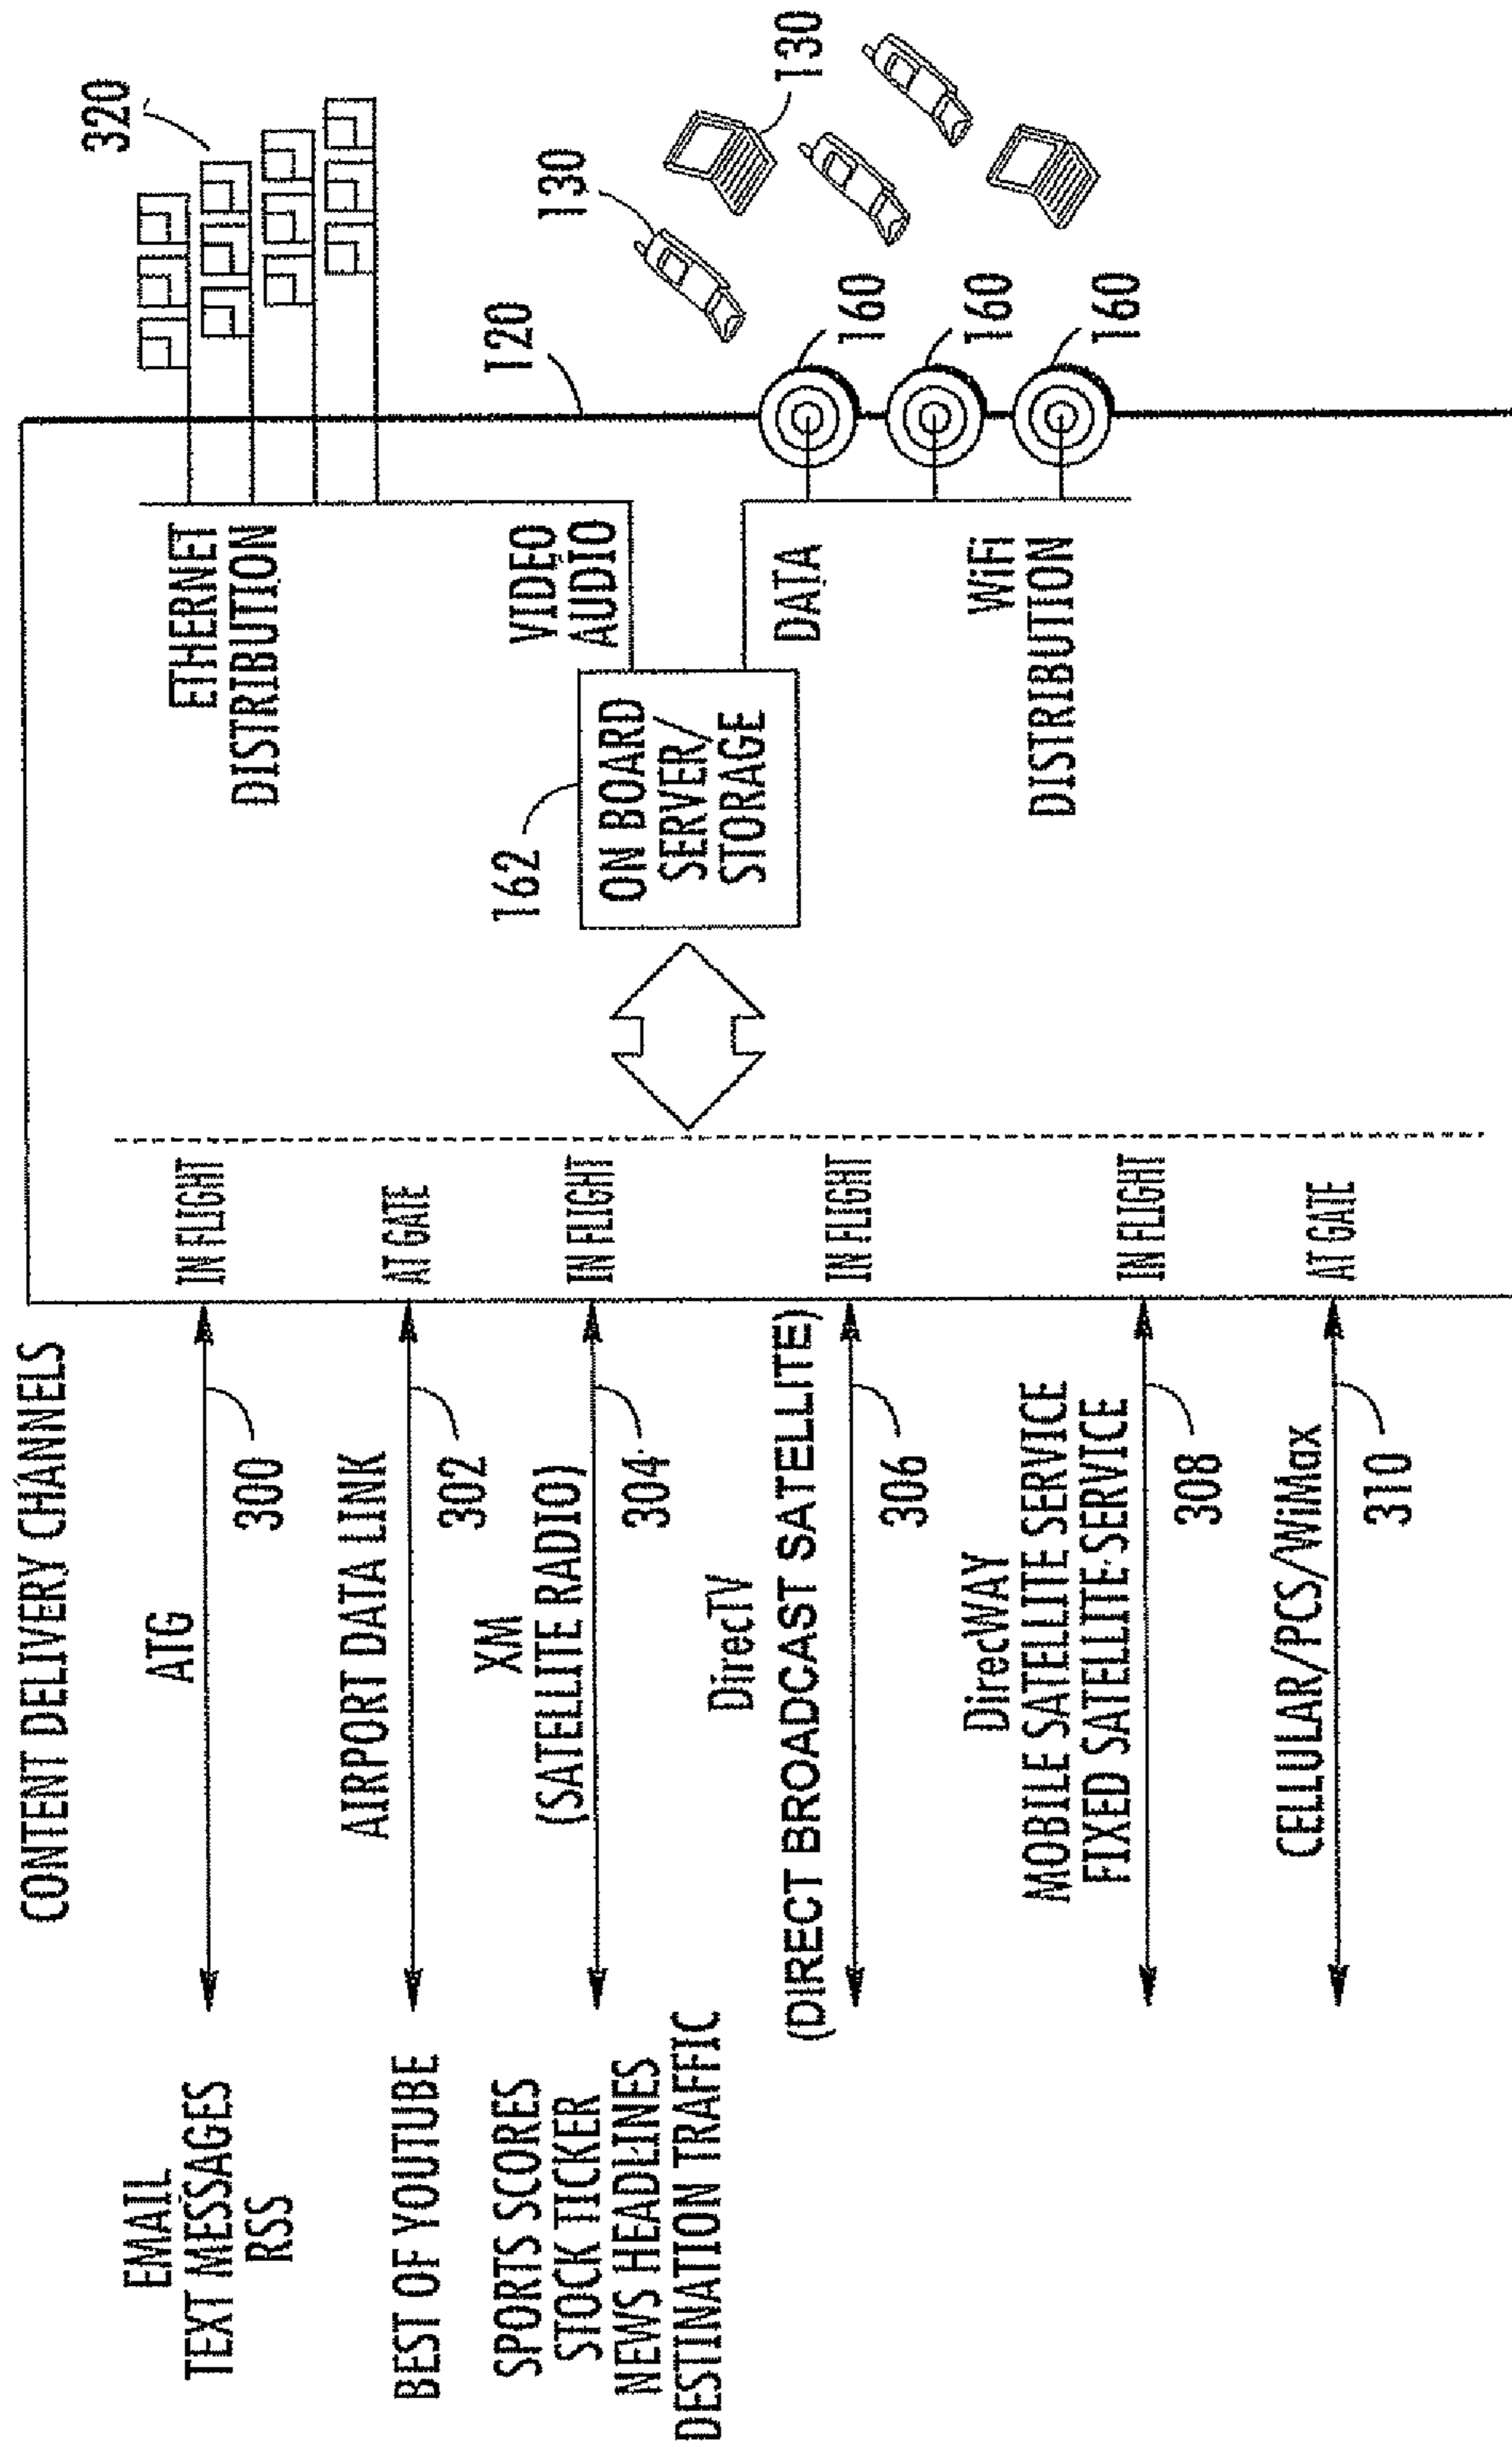 CONTENT DELIVERY CHANNELS
EMAIL
TEXT MESSAGES
RSS
ATG
300
IN FLIGHT
BEST OF YOUTUBE
AIRPORT DATA LINK
302
AT GATE
SPORTS SCORES
STOCK TICKER
NEWS HEADLINES
DESTINATION TRAFFIC
XM
(SATELLITE RADIO)
304
IN FLIGHT
DirecTV
(DIRECT BROADCAST SATELLITE)
306
IN FLIGHT
DirecWAY
MOBILE SATELLITE SERVICE
FIXED SATELLITE SERVICE
308
IN FLIGHT
CELLULAR/PCS/WiMax
310
AT GATE
162
ON BOARD
SERVER/
STORAGE
ETHERNET
DISTRIBUTION
VIDEO
AUDIO
DATA
WiFi
DISTRIBUTION
320
120
130
130
160
160
160